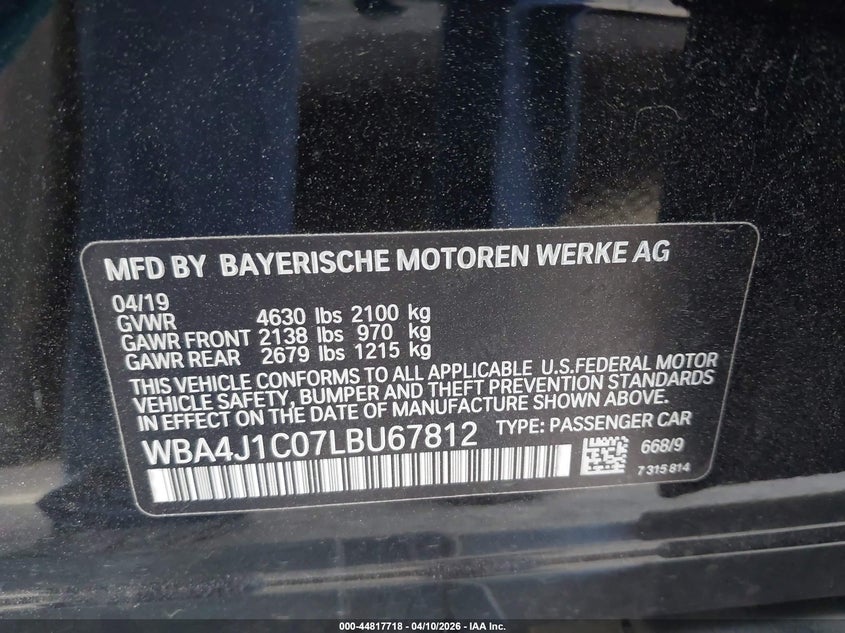 MFD BY BAYERISCHE MOTOREN WERKE AG
04/19
GVWR 4630 lbs 2100 kg
GAWR FRONT 2138 lbs 970 kg
GAWR REAR 2679 lbs 1215 kg
THIS VEHICLE CONFORMS TO ALL APPLICABLE U.S.FEDERAL MOTOR
VEHICLE SAFETY, BUMPER AND THEFT PREVENTION STANDARDS
IN EFFECT ON THE DATE OF MANUFACTURE SHOWN ABOVE.
WBA4J1C07LBU67812 TYPE: PASSENGER CAR
668/9
7 315 814
000-44817718 - 04/10/2026 - IAA Inc.